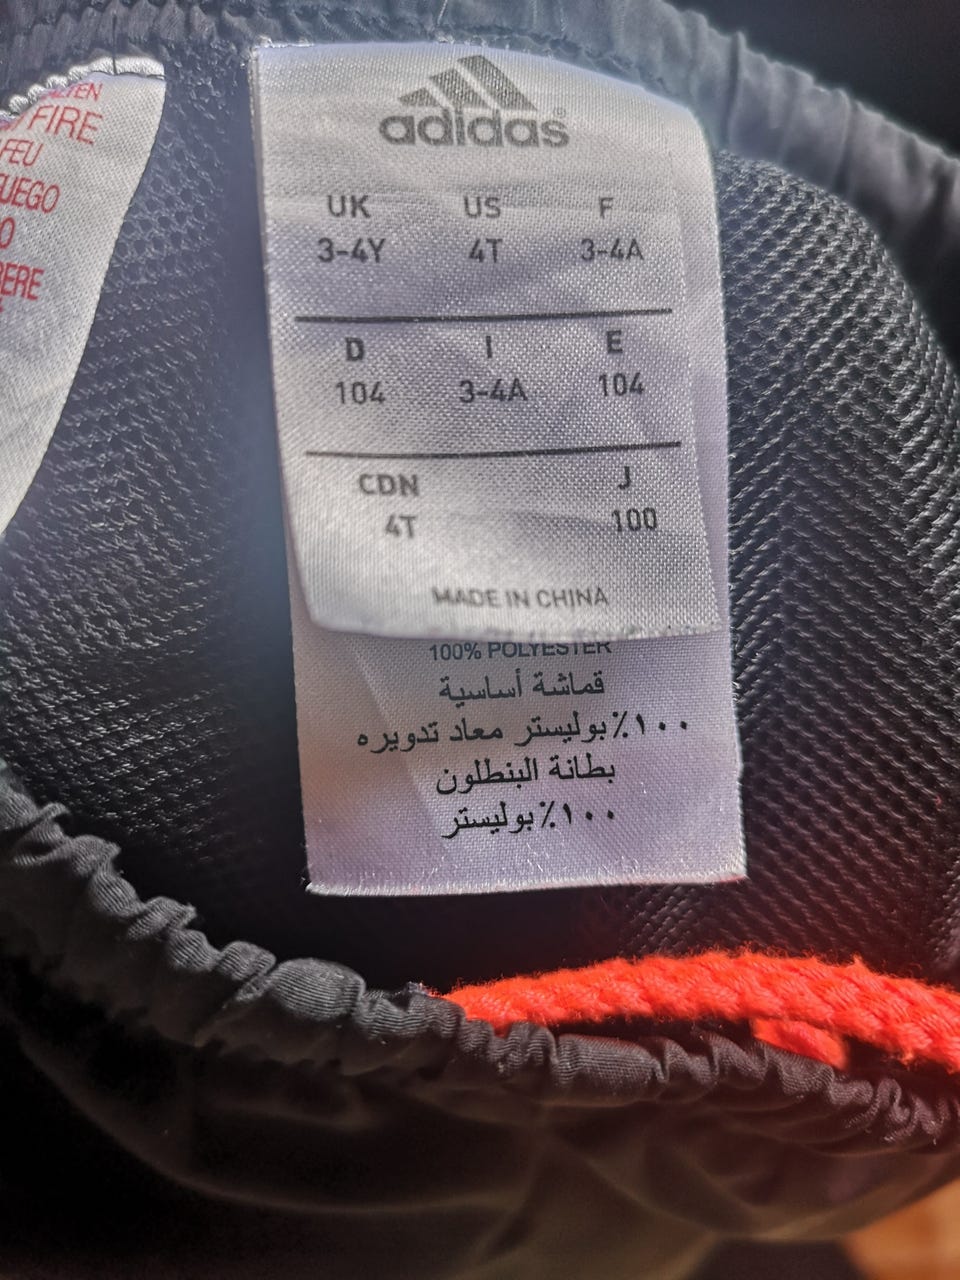 FIRE
FEU
adidas®
UK US F
3-4Y 4T 3-4A
D I E
104 3-4A 104
CDN J
4T 100
MADE IN CHINA
100% POLYESTER
قماشة أساسية
١٠٠٪ بوليستر معاد تدويره
بطانة البنطلون
١٠٠٪ بوليستر